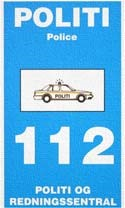 POLITI
Police
POLITI
112
POLITI OG
REDNINGSSENTRAL